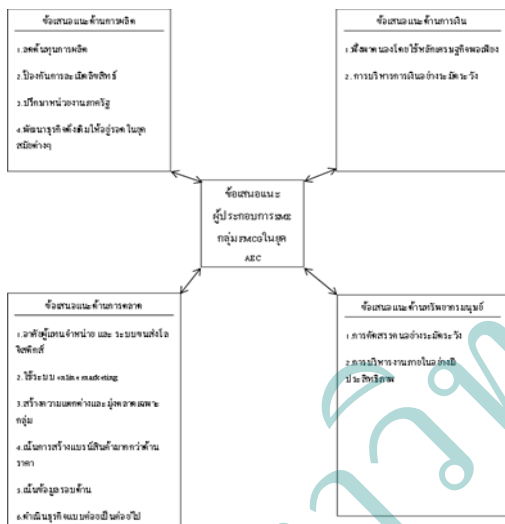 ข้อเสนอแนะด้านการผลิต
1.ลดต้นทุนการผลิต
2.ป้องกันการละเมิดลิขสิทธิ์
3.ปรึกษาหน่วยงานภาครัฐ
4.พัฒนาธุรกิจดั้งเดิมให้อยู่รอดในยุค
สมัยต่างๆ
ข้อเสนอแนะด้านการเงิน
1.พึ่งพาตนเองโดยใช้หลักเศรษฐกิจพอเพียง
2. การบริหารการเงินอย่างระมัดระวัง
ข้อเสนอแนะ
ผู้ประกอบการSME
กลุ่มFMCGในยุค
AEC
ข้อเสนอแนะด้านการตลาด
1.อาศัยผู้แทนจำหน่าย และ ระบบขนส่งโล
จิสติกส์
2.ใช้ระบบ online marketing
3.สร้างความแตกต่างและมุ่งตลาดเฉพาะ
กลุ่ม
4.เน้นการสร้างแบรนด์สินค้ามากกว่าด้าน
ราคา
5.เน้นข้อมูลรอบด้าน
6.ดำเนินธุรกิจแบบค่อยเป็นค่อยไป
ข้อเสนอแนะด้านทรัพยากรมนุษย์
1.การคัดสรรคนอย่างระมัดระวัง
2.การบริหารงานภายในอย่างมี
ประสิทธิภาพ